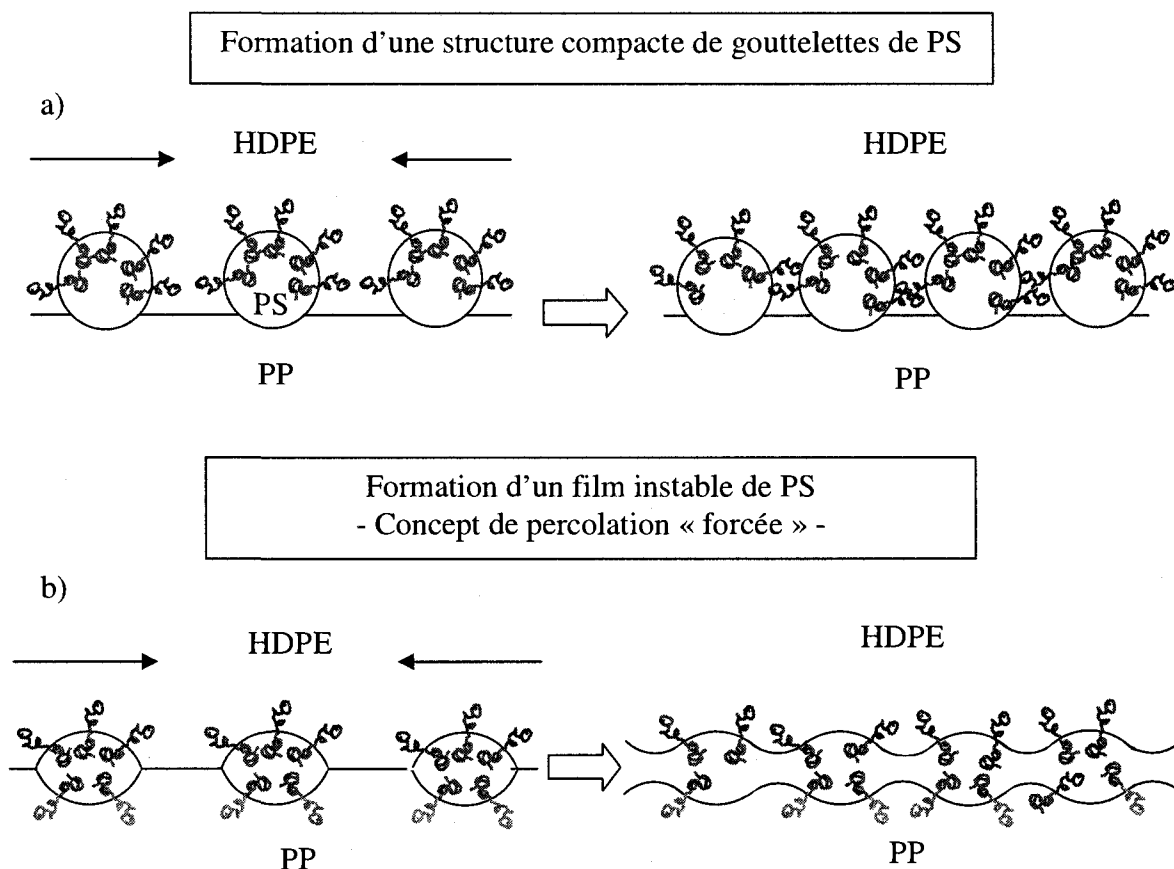 Formation d'une structure compacte de gouttelettes de PS
a)
HDPE
HDPE
PS
PP
PP
Formation d'un film instable de PS
- Concept de percolation « forcée » -
b)
HDPE
HDPE
PP
PP